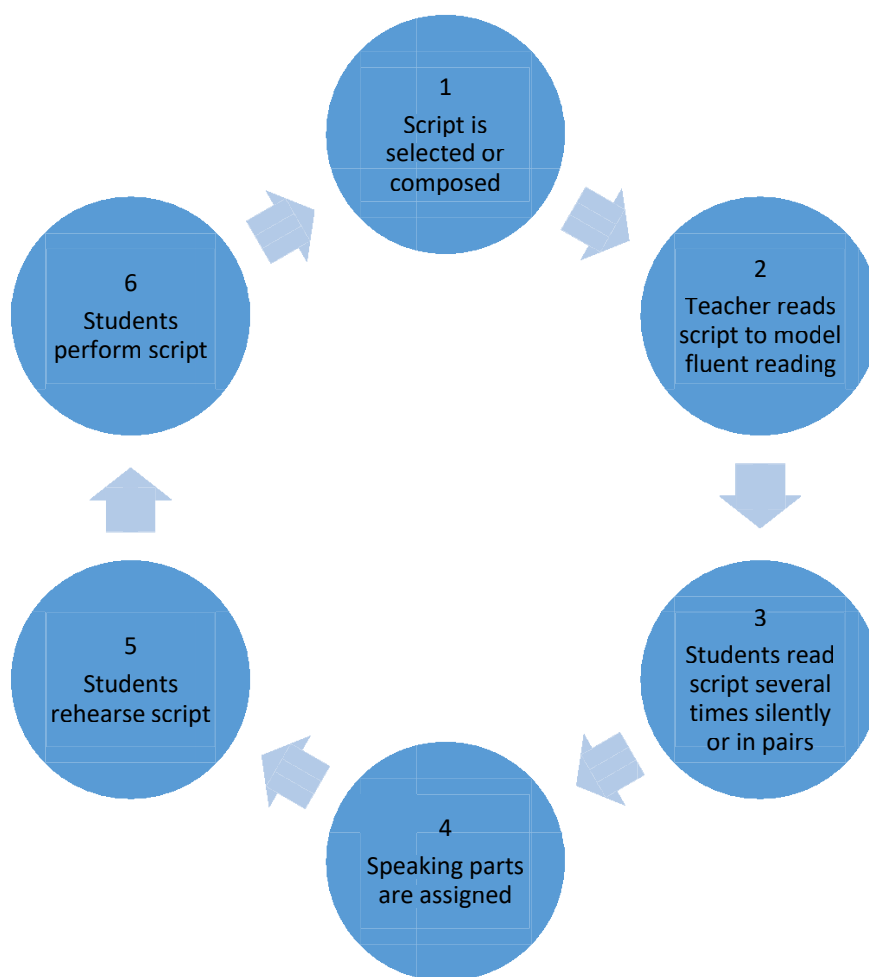 1
Script is
selected or
composed
2
Teacher reads
script to model
fluent reading
3
Students read
script several
times silently
or in pairs
4
Speaking parts
are assigned
5
Students
rehearse script
6
Students
perform script